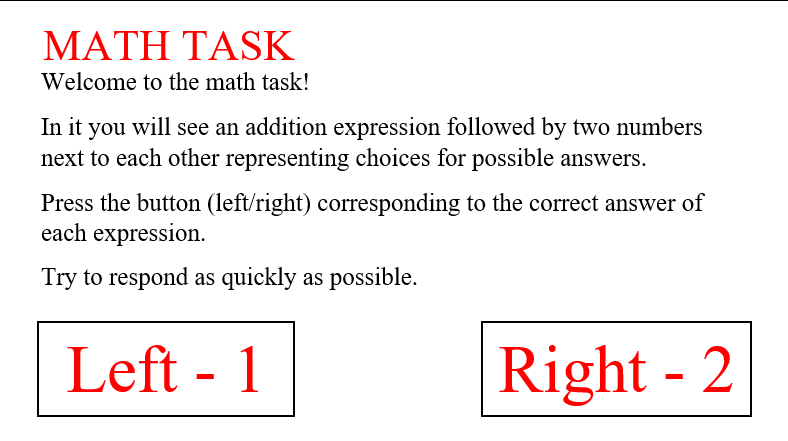 MATH TASK
Welcome to the math task!
In it you will see an addition expression followed by two numbers
next to each other representing choices for possible answers.
Press the button (left/right) corresponding to the correct answer of
each expression.
Try to respond as quickly as possible.
Left - 1
Right - 2